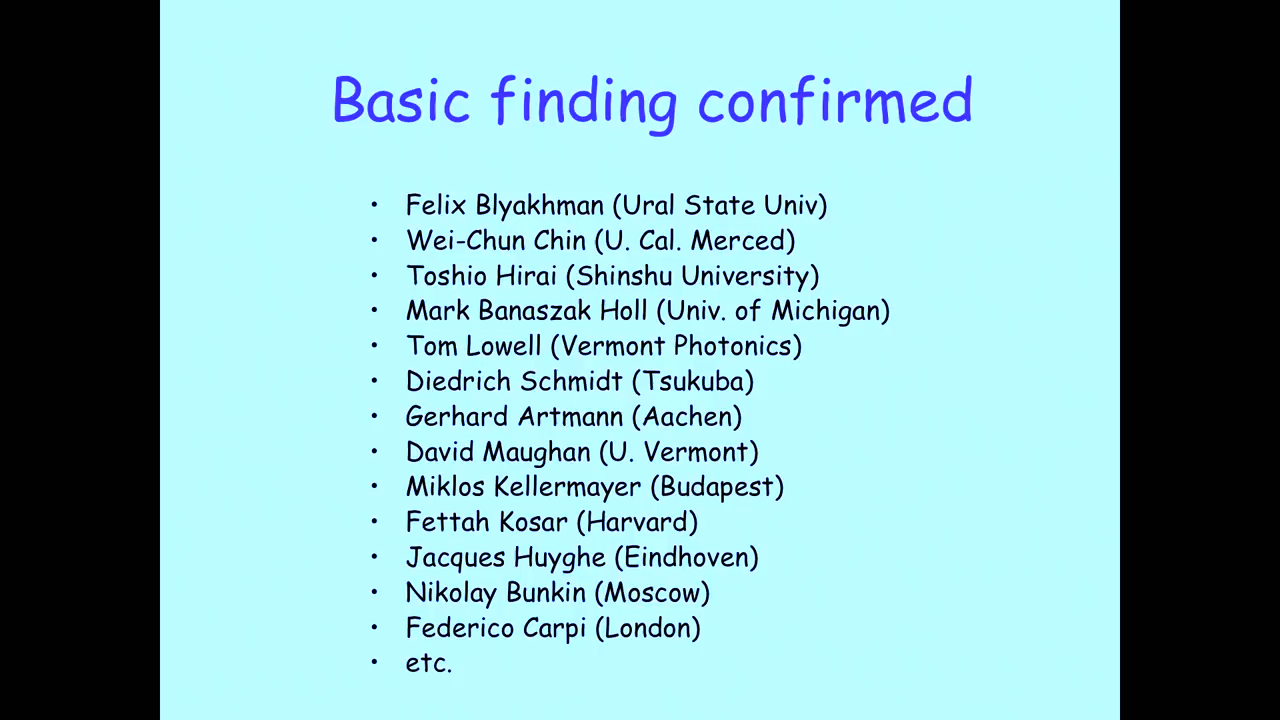 Basic finding confirmed
• Felix Blyakhman (Ural State Univ)
• Wei-Chun Chin (U. Cal. Merced)
• Toshio Hirai (Shinshu University)
• Mark Banaszak Holl (Univ. of Michigan)
• Tom Lowell (Vermont Photonics)
• Diedrich Schmidt (Tsukuba)
• Gerhard Artmann (Aachen)
• David Maughan (U. Vermont)
• Miklos Kellermayer (Budapest)
• Fettah Kosar (Harvard)
• Jacques Huyghe (Eindhoven)
• Nikolay Bunkin (Moscow)
• Federico Carpi (London)
• etc.